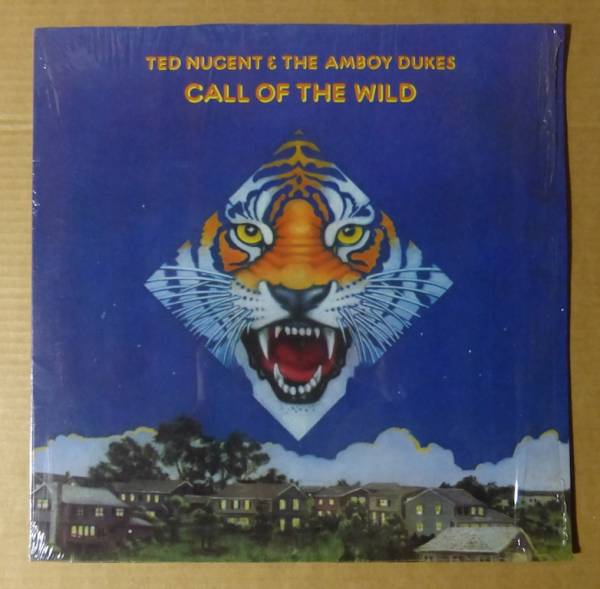 TED NUGENT & THE AMBOY DUKES
CALL OF THE WILD